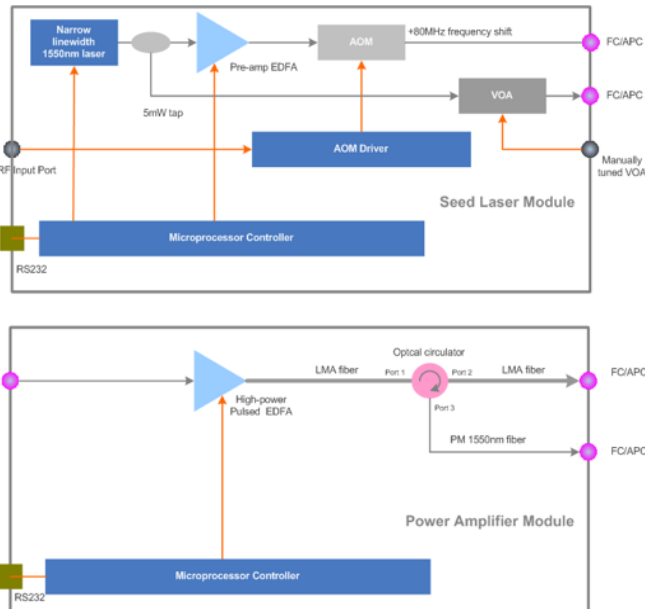 Narrow
linewidth
1550nm laser
Pre-amp EDFA
AOM
+80MHz frequency shift
FC/APC
5mW tap
VOA
FC/APC
AOM Driver
RF Input Port
Manually
tuned VOA
Seed Laser Module
Microprocessor Controller
RS232
Optcal circulator
LMA fiber
Port 1
Port 2
LMA fiber
FC/APC
High-power
Pulsed EDFA
Port 3
PM 1550nm fiber
FC/APC
Power Amplifier Module
Microprocessor Controller
RS232